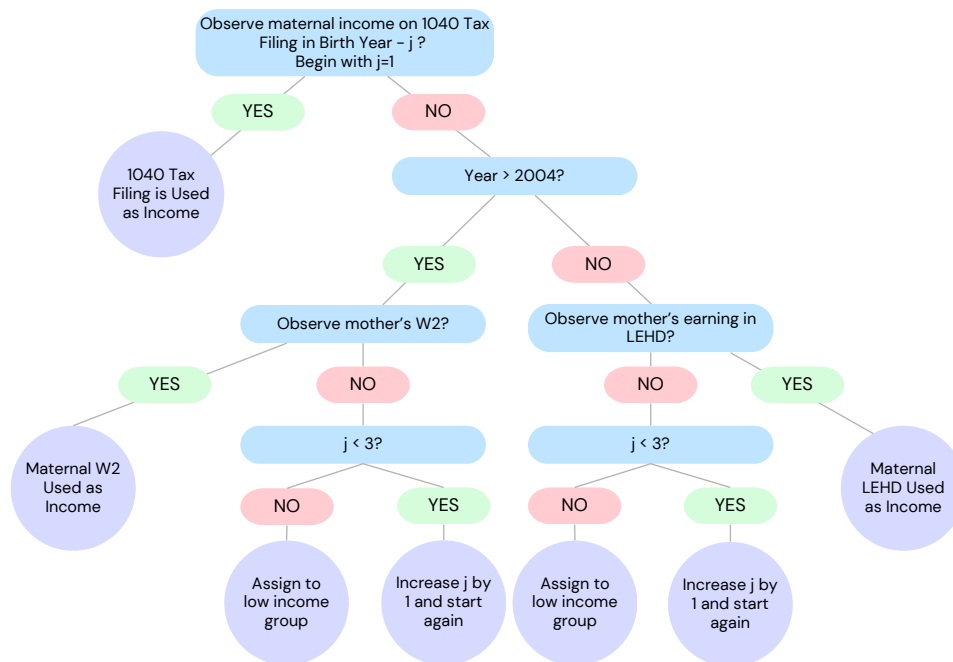 Observe maternal income on 1040 Tax
Filing in Birth Year – j ?
Begin with j=1
YES
NO
1040 Tax
Filing is Used
as Income
Year > 2004?
YES
NO
Observe mother's W2?
Observe mother's earning in
LEHD?
YES
NO
NO
YES
Maternal W2
Used as
Income
j < 3?
j < 3?
Maternal
LEHD Used
as Income
NO
YES
NO
YES
Assign to
low income
group
Increase j by
1 and start
again
Assign to
low income
group
Increase j by
1 and start
again